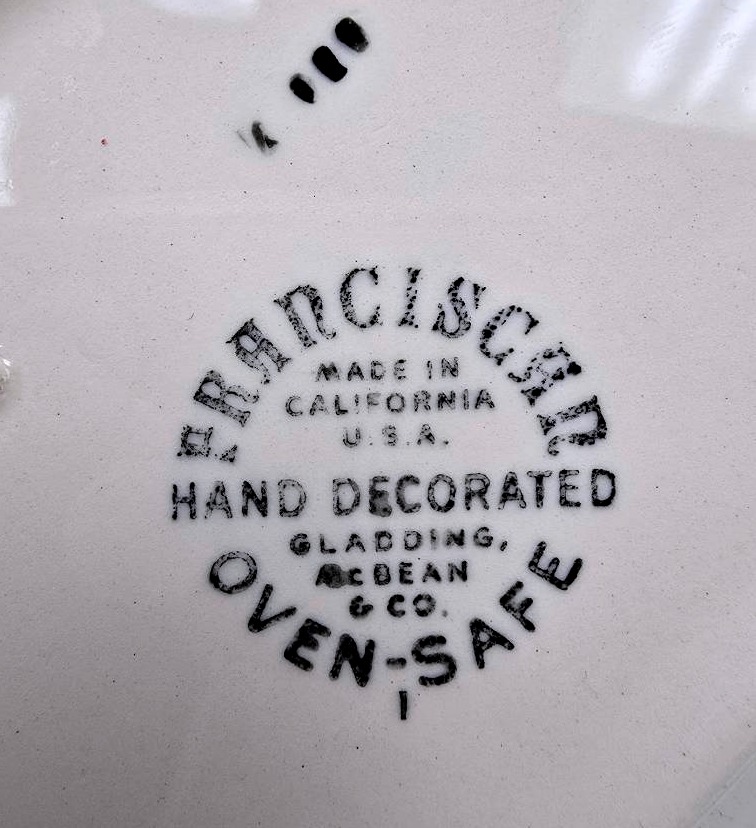 FRANCISCAN
MADE IN
CALIFORNIA
U.S.A.
HAND DECORATED
GLADDING,
McBEAN
& CO.
OVEN-SAFE
1